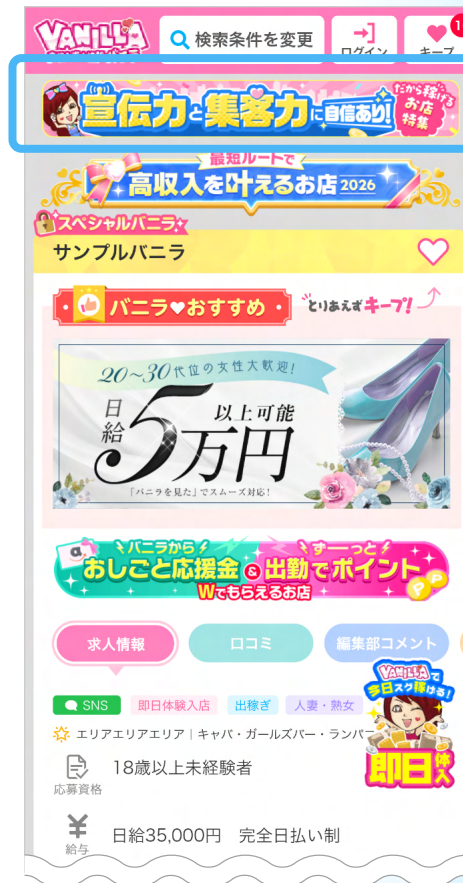 VANILLA
検索条件を変更
ログイン
キープ
1
宣伝力と集客力に自信あり!
だから稼げる
お店
特集
最短ルートで
高収入を叶えるお店2026
スペシャルバニラ
サンプルバニラ
バニラ♥おすすめ
とりあえずキープ!
20〜30代位の女性大歓迎!
日給5万円以上可能
「バニラを見た」でスムーズ対応!
バニラから
すーっと
おしごと応援金&出勤でポイント
Wでもらえるお店
求人情報
口コミ
編集部コメント
VANILLAで
今日スグ稼げる!
即日体入
SNS
即日体験入店
出稼ぎ
人妻・熟女
エリアエリアエリア|キャバ・ガールズバー・ランパ
応募資格
18歳以上未経験者
給与
日給35,000円 完全日払い制